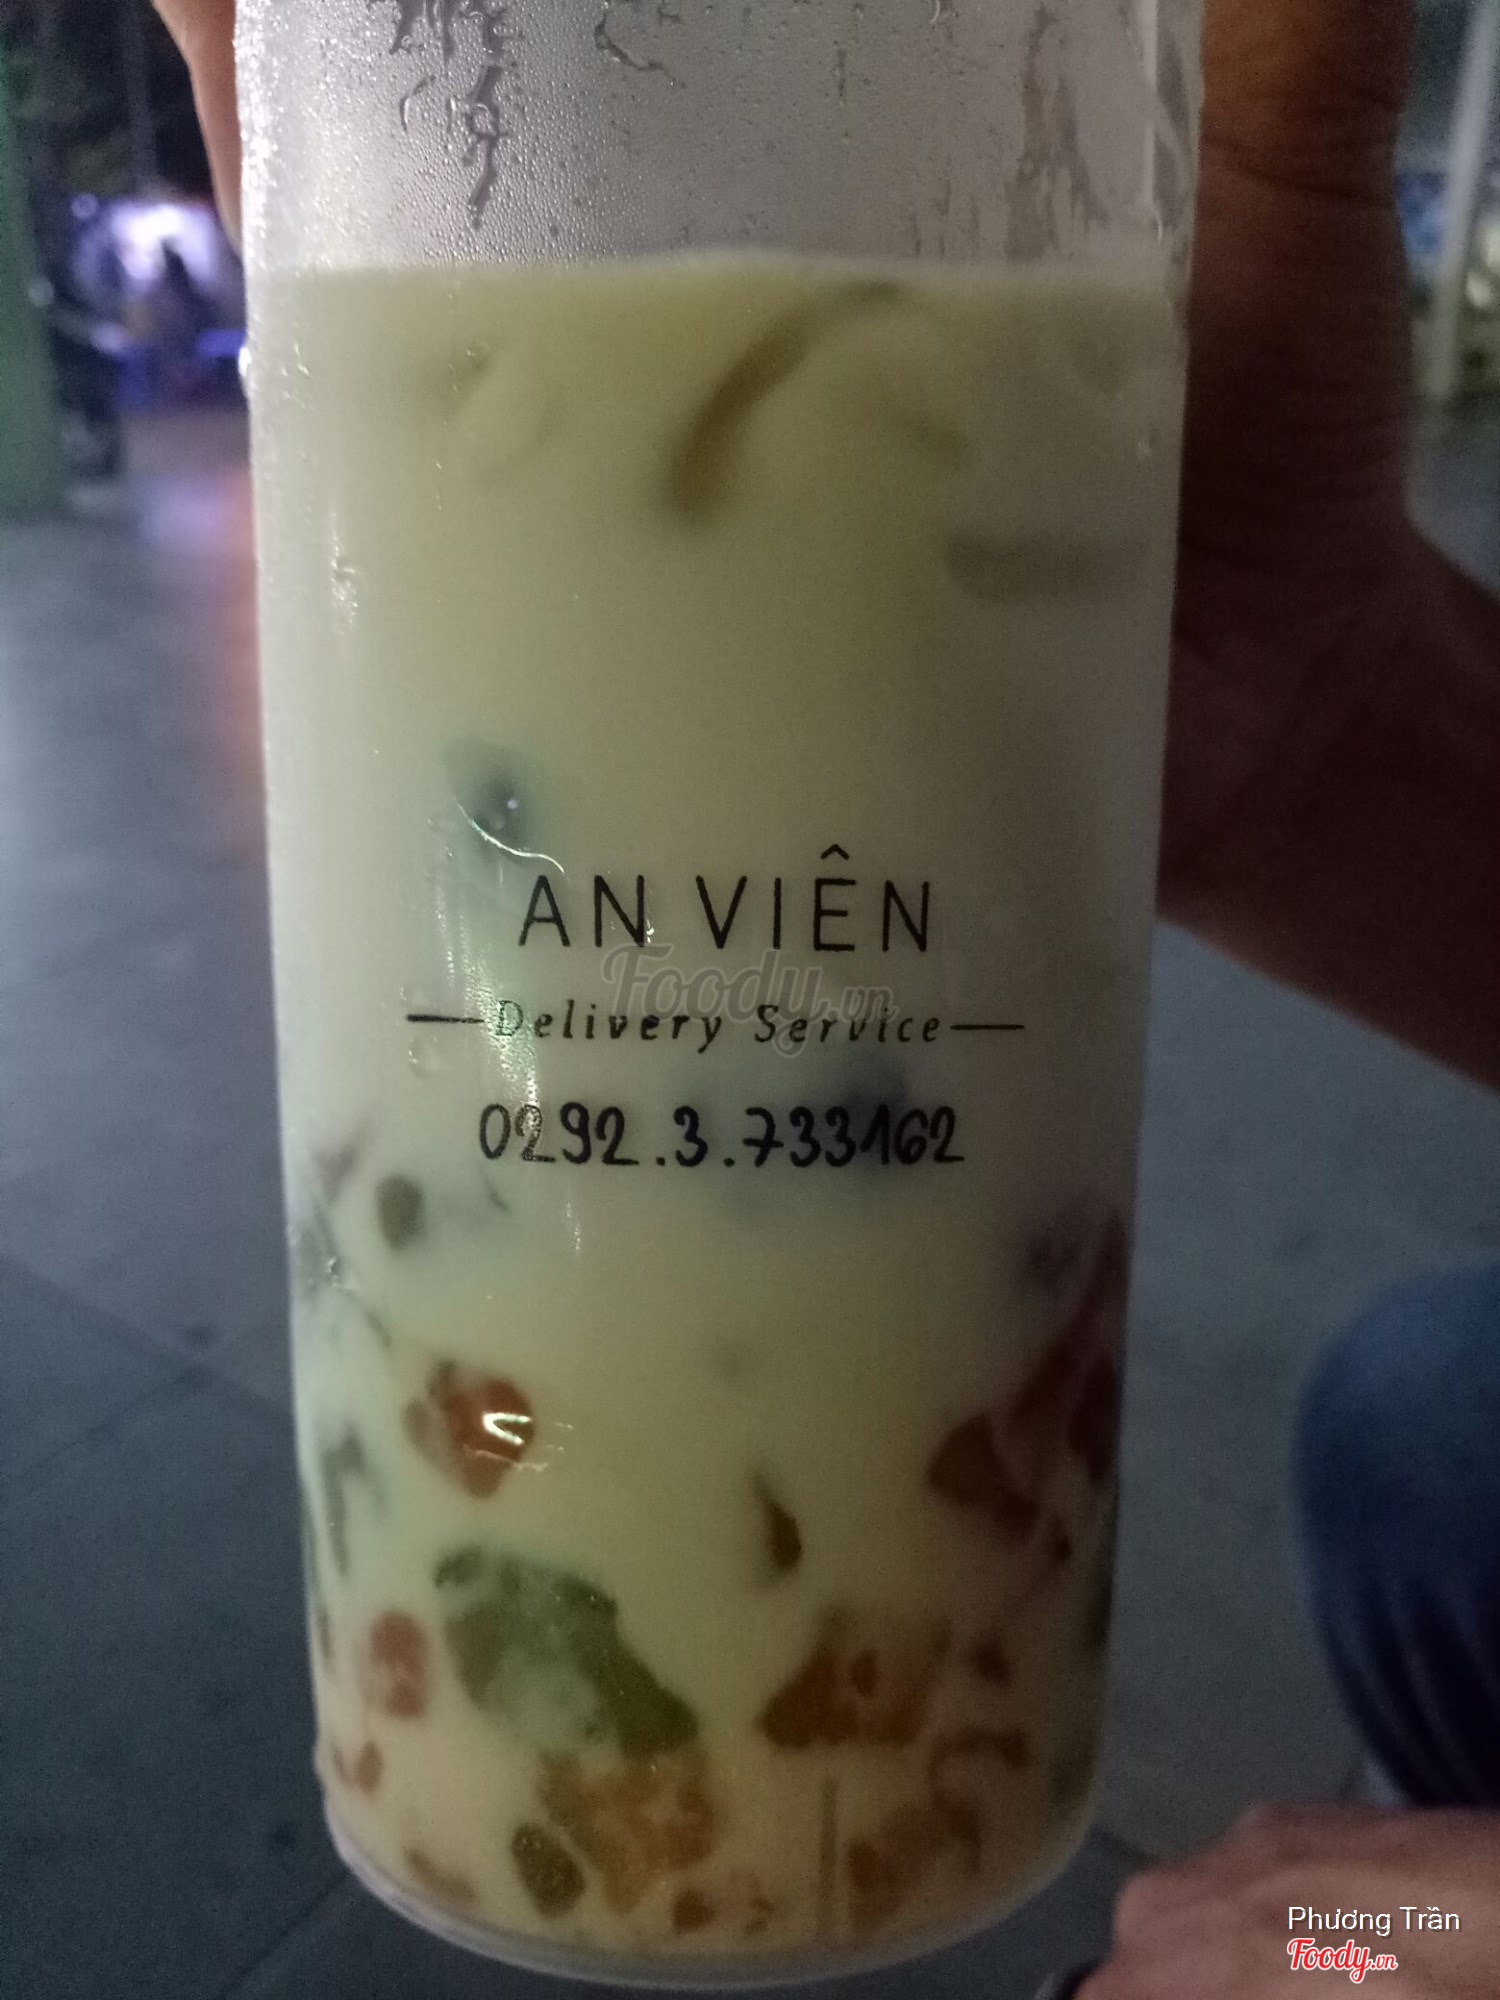 AN VIÊN
Foody.vn
Delivery Service
0292.3.733162
Phương Trần
Foody.vn